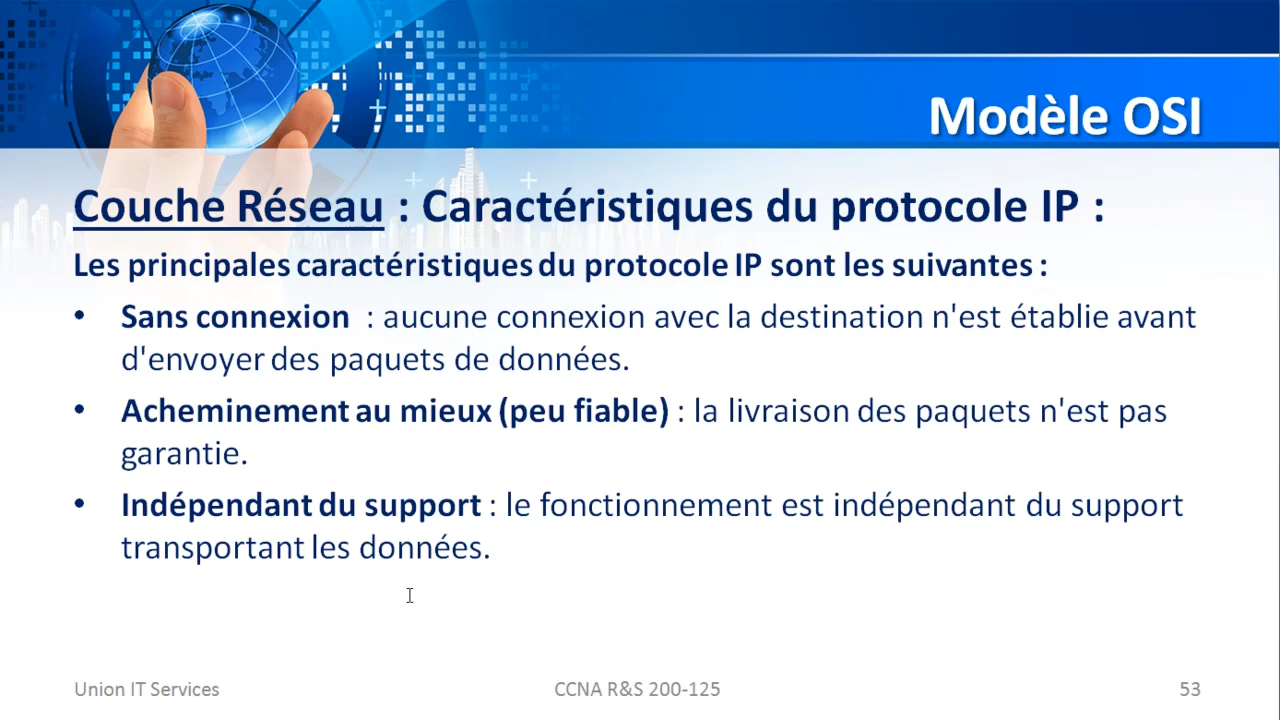 Modèle OSI
Couche Réseau : Caractéristiques du protocole IP :
Les principales caractéristiques du protocole IP sont les suivantes :
• Sans connexion : aucune connexion avec la destination n'est établie avant
d'envoyer des paquets de données.
• Acheminement au mieux (peu fiable) : la livraison des paquets n'est pas
garantie.
• Indépendant du support : le fonctionnement est indépendant du support
transportant les données.
Union IT Services CCNA R&S 200-125 53